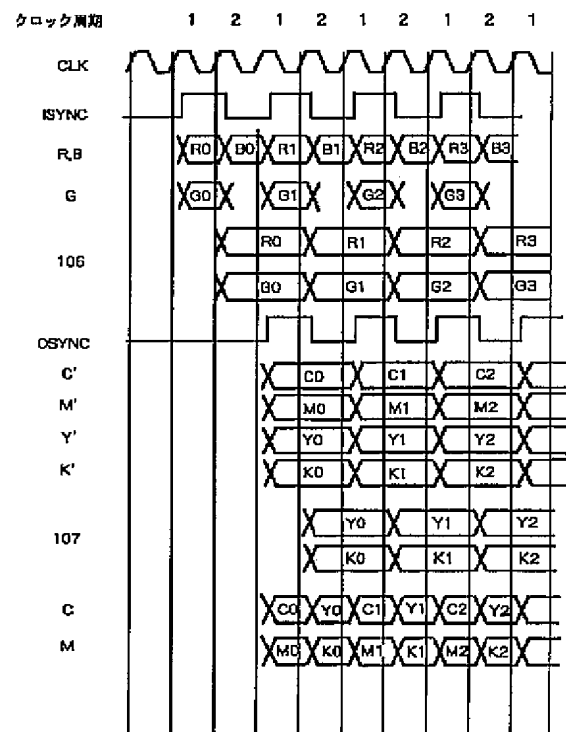 クロック周期 1 2 1 2 1 2 1 2 1
CLK
ISYNC
R,B R0 B0 R1 B1 R2 B2 R3 B3
G G0 G1 G2 G3
R0 R1 R2 R3
106
G0 G1 G2 G3
OSYNC
C' C0 C1 C2
M' M0 M1 M2
Y' Y0 Y1 Y2
K' K0 K1 K2
Y0 Y1 Y2
107
K0 K1 K2
C C0 Y0 C1 Y1 C2 Y2
M M0 K0 M1 K1 M2 K2